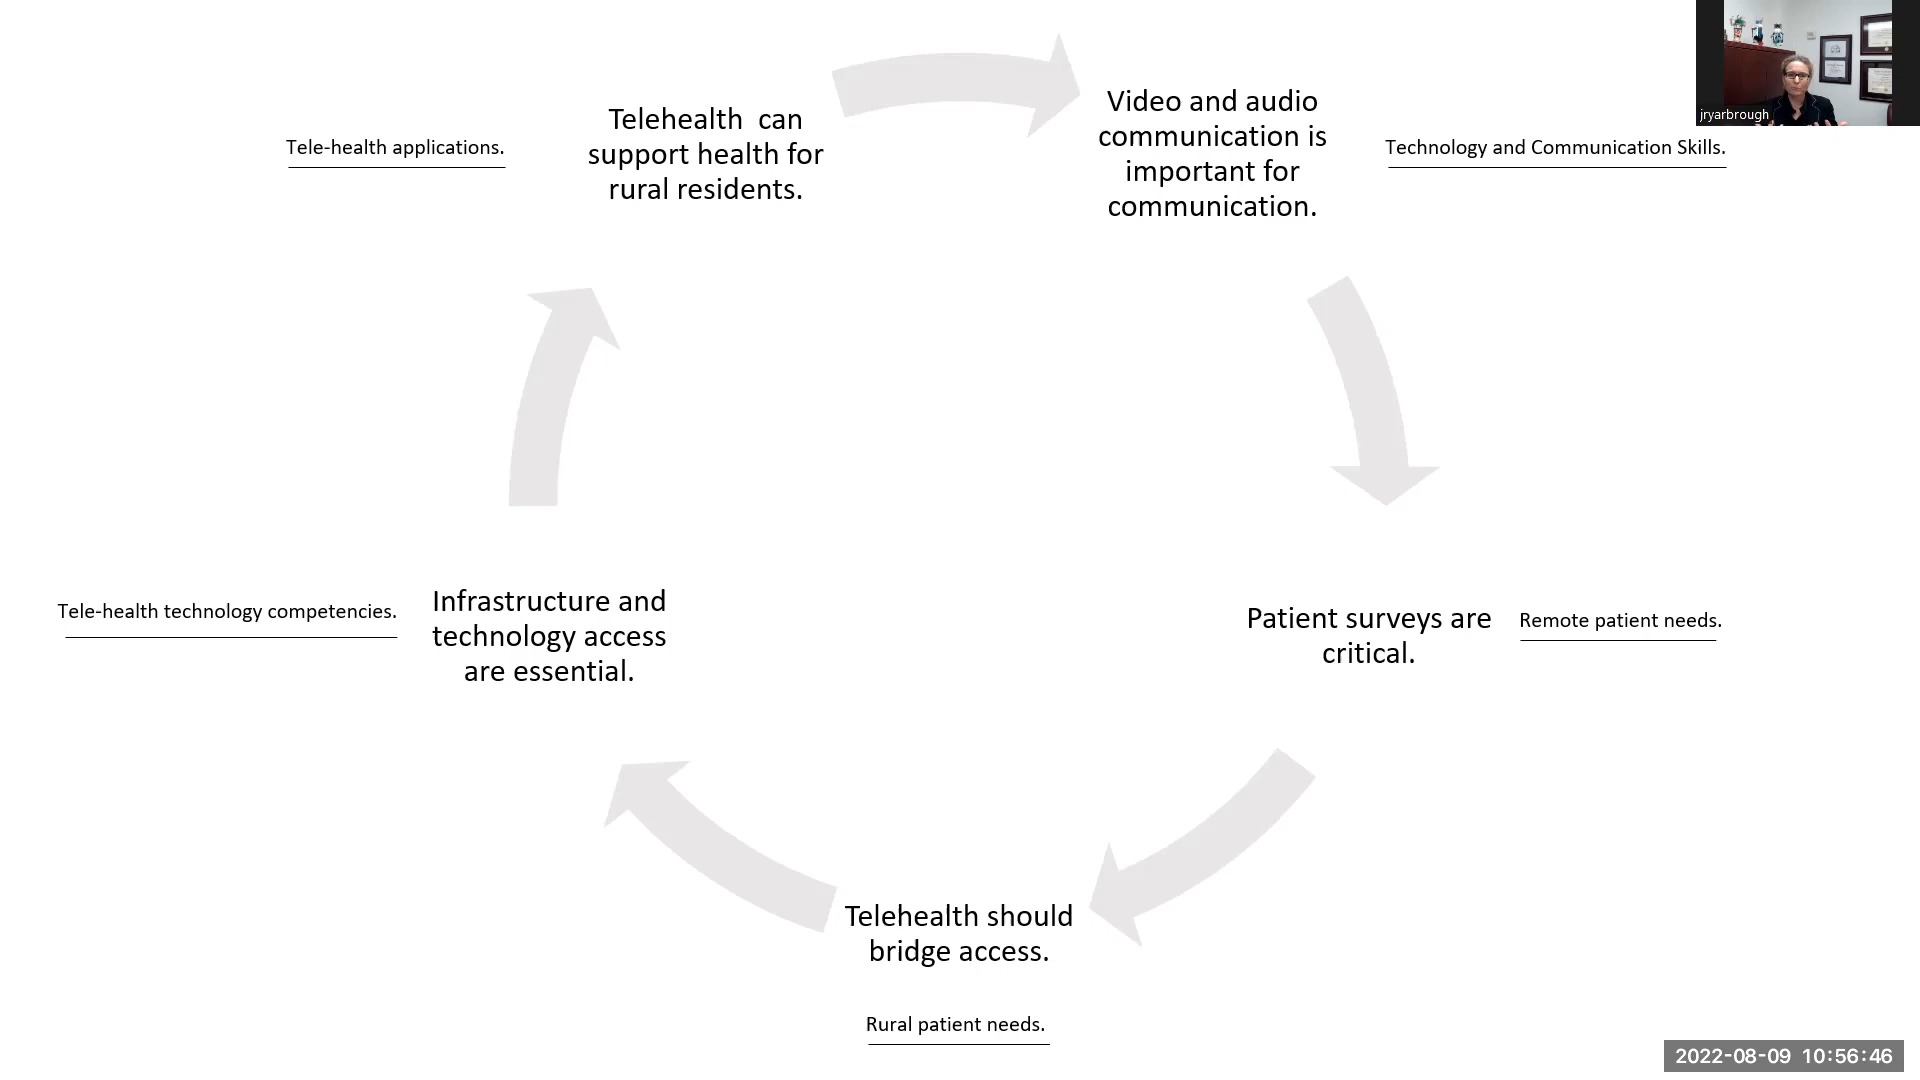 jryarbrough
Tele-health applications.
Telehealth  can
support health for
rural residents.
Video and audio
communication is
important for
communication.
Technology and Communication Skills.
Tele-health technology competencies.
Infrastructure and
technology access
are essential.
Patient surveys are
critical.
Remote patient needs.
Telehealth should
bridge access.
Rural patient needs.
2022-08-09 10:56:46